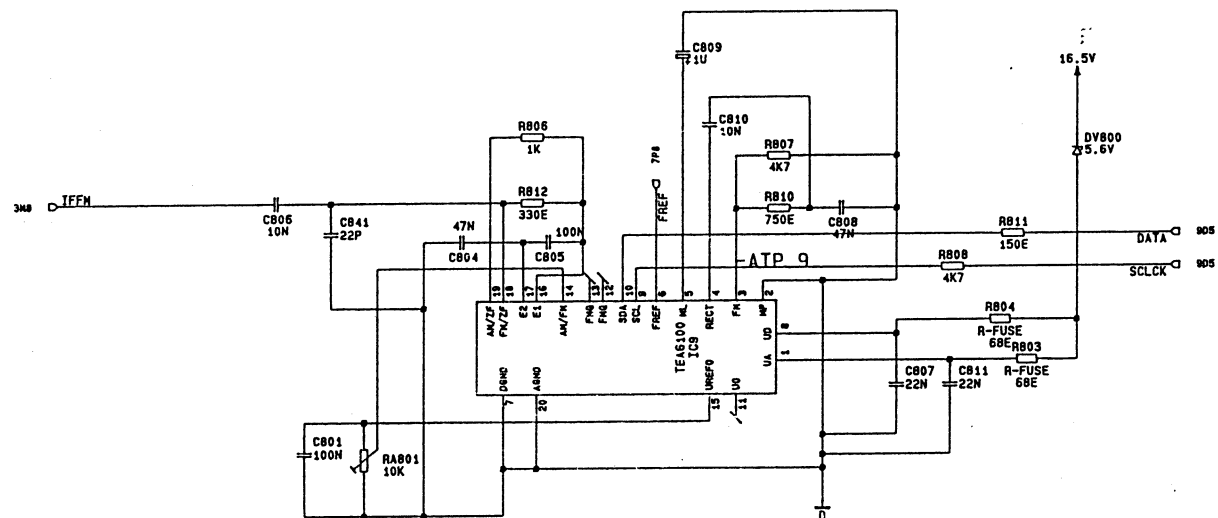 C809
1U
16.5V
C810
10N
R806
1K
R807
4K7
DV800
5.6V
7P8
3M8
IFFM
R812
330E
R810
750E
C806
10N
C841
22P
47N
C804
100N
C805
FREF
C808
47N
R811
150E
DATA
9D5
ATP 9
R808
4K7
SCLCK
9D5
19 18 17 16 14 13 12 10 9 6 5 4 3 2
AM/ZF
FM/ZF
E2
E1
AM/FM
FMQ
FMQ
SDA
SCL
FREF
ML
RECT
FM
MP
TEA6100
IC9
UD
8
UA
1
R804
R-FUSE
68E
R803
R-FUSE
68E
C807
22N
C811
22N
DGND
AGND
UREFO
UO
7
20
15
11
C801
100N
RA801
10K